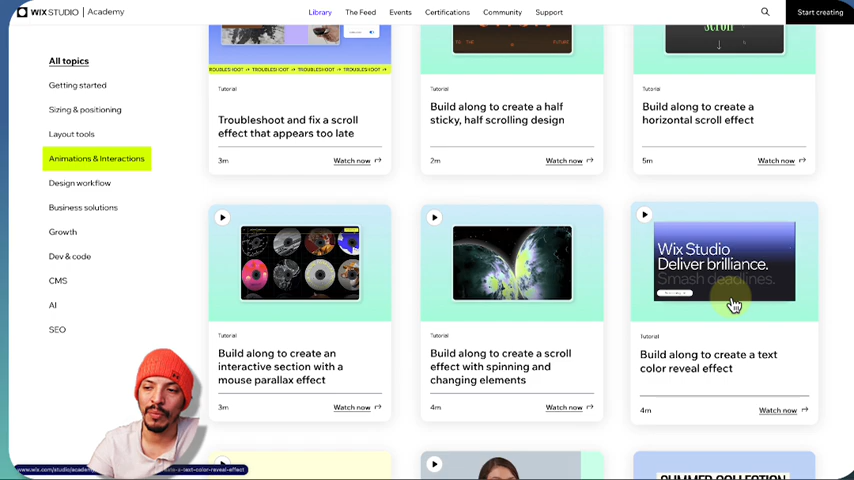 WIX STUDIO | Academy
Library
The Feed
Events
Certifications
Community
Support
Start creating
All topics
Getting started
Sizing & positioning
Layout tools
Animations & Interactions
Design workflow
Business solutions
Growth
Dev & code
CMS
AI
SEO
Tutorial
Troubleshoot and fix a scroll
effect that appears too late
3m
Watch now
THE
FUTURE
Tutorial
Build along to create a half
sticky, half scrolling design
2m
Watch now
Scroll
Tutorial
Build along to create a
horizontal scroll effect
5m
Watch now
Tutorial
Build along to create an
interactive section with a
mouse parallax effect
3m
Watch now
Tutorial
Build along to create a scroll
effect with spinning and
changing elements
4m
Watch now
Wix Studio
Deliver brilliance.
Smash deadlines.
Tutorial
Build along to create a text
color reveal effect
4m
Watch now
SUMMER COLLECTION